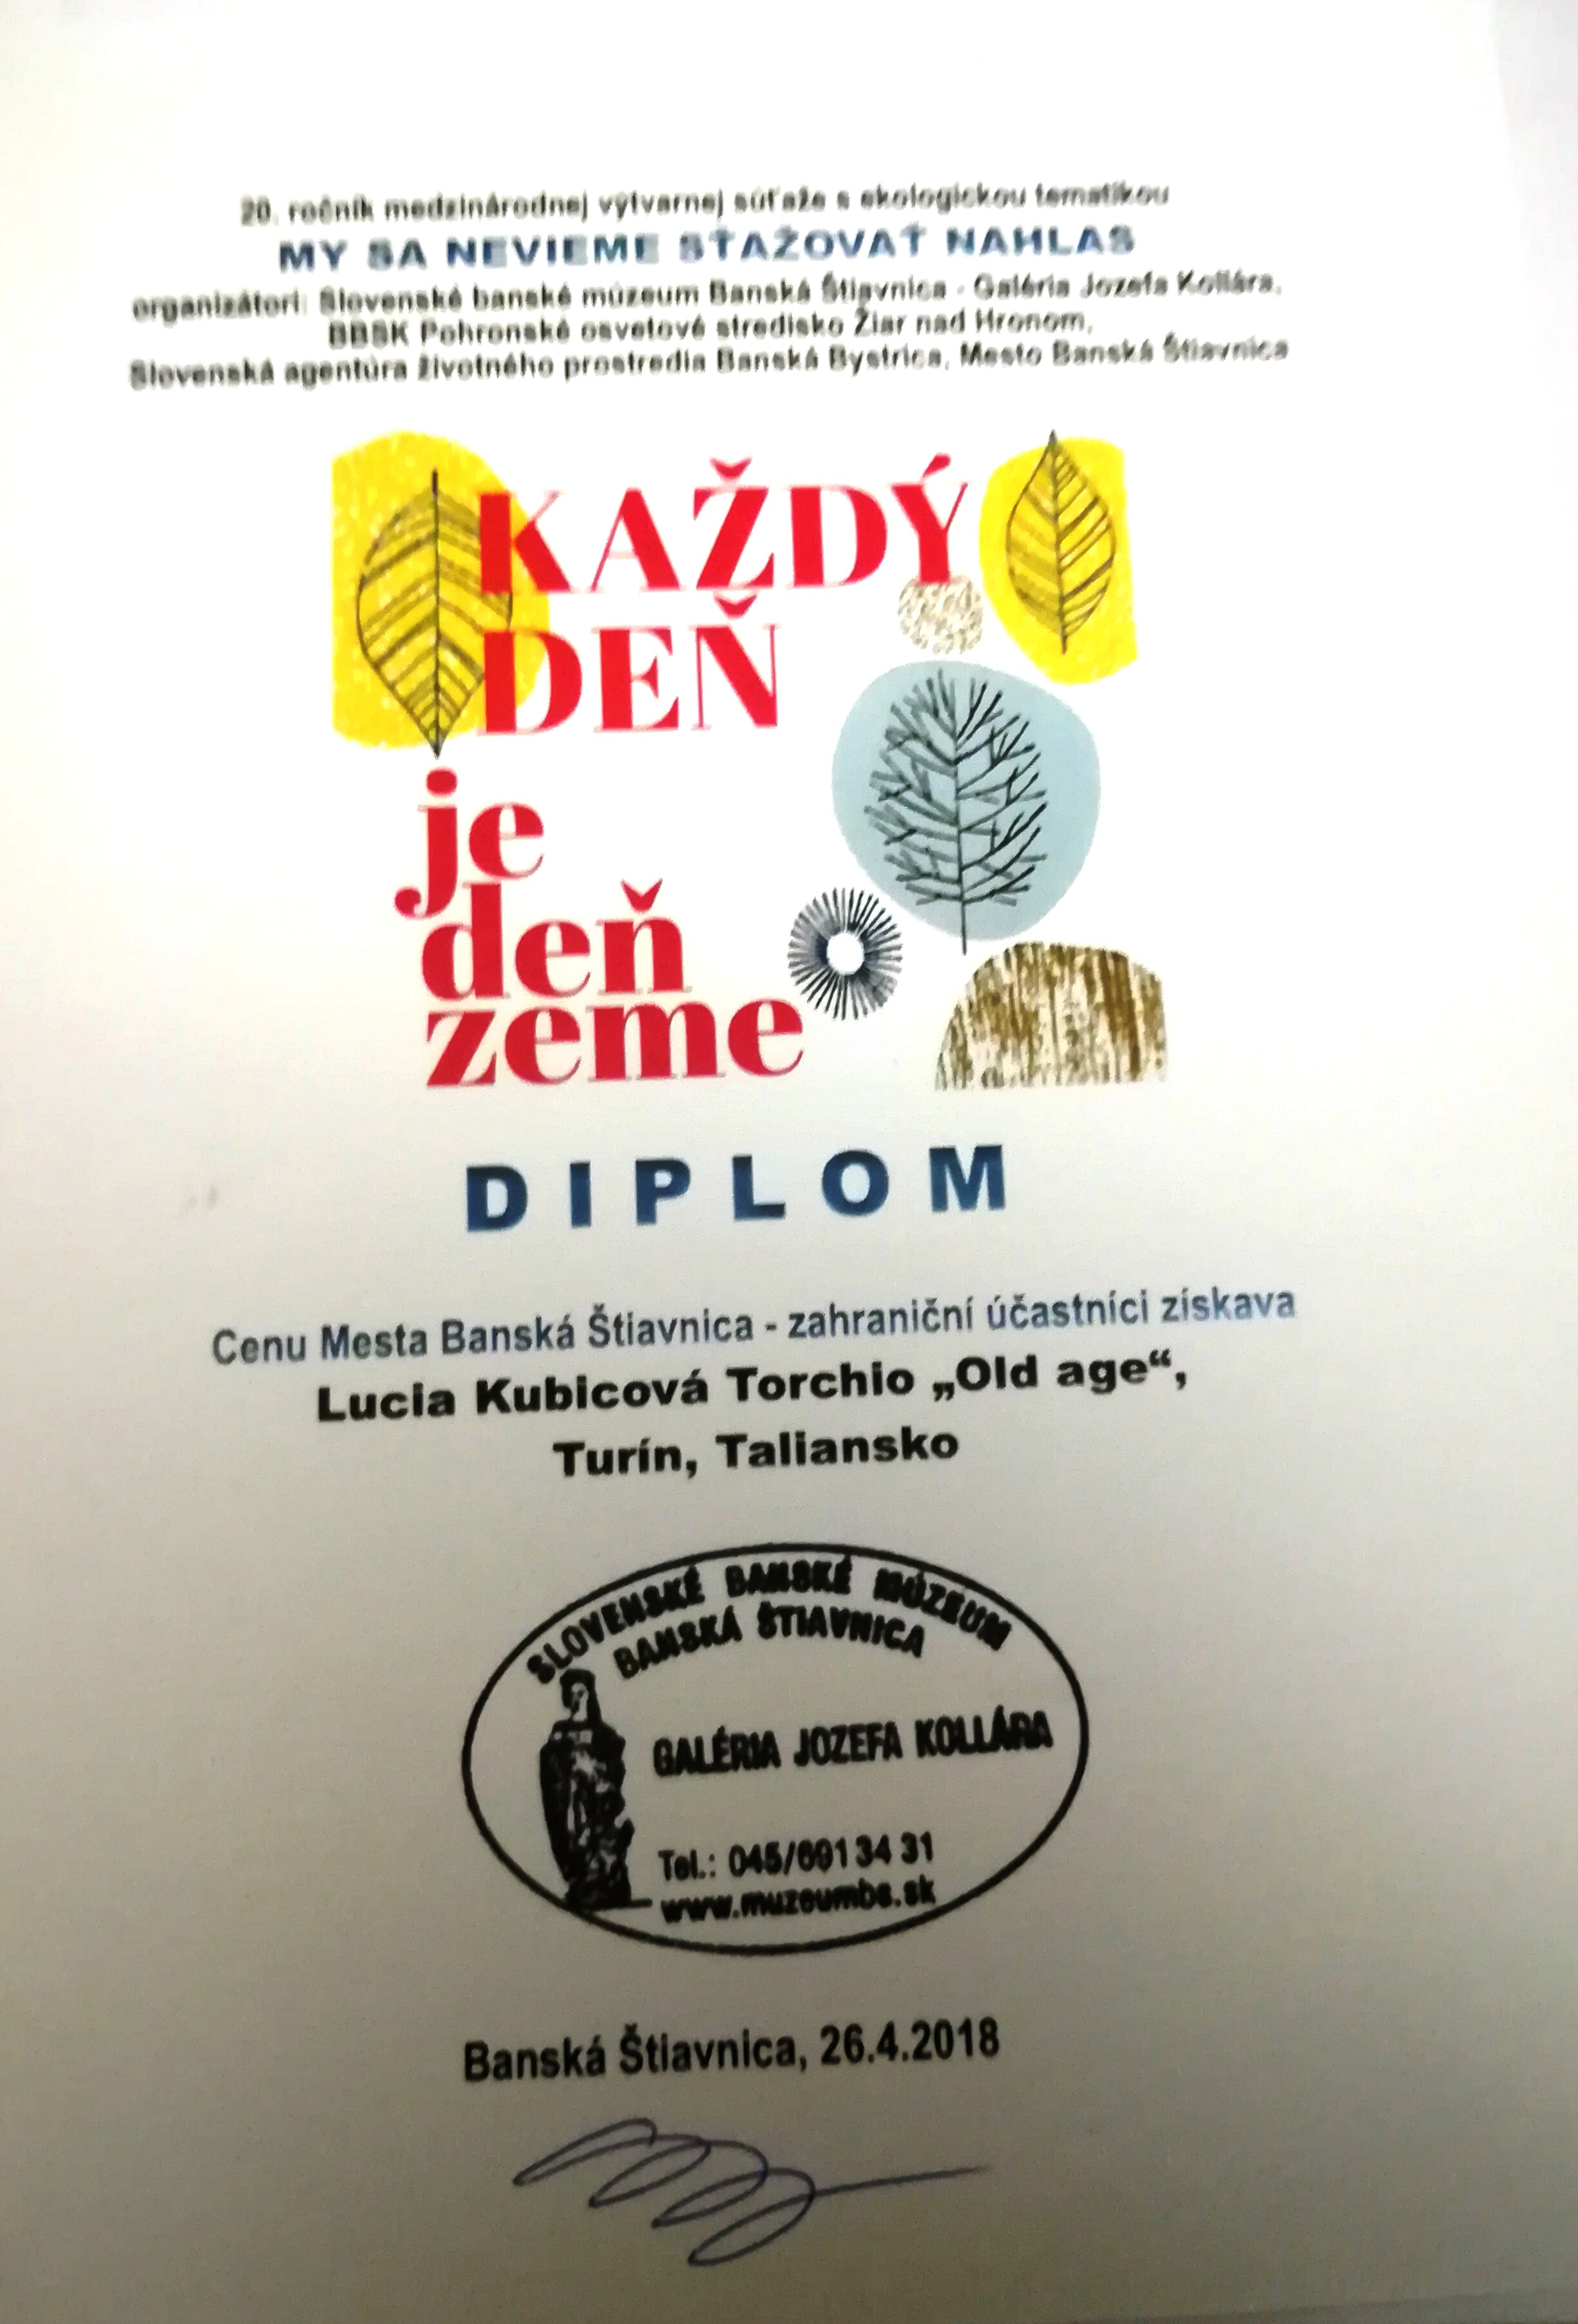 20. ročník medzinárodnej výtvarnej súťaže s ekologickou tematikou
MY SA NEVIEME SŤAŽOVAŤ NAHLAS
organizátori: Slovenské banské múzeum Banská Štiavnica - Galéria Jozefa Kollára,
BBSK Pohronské osvetové stredisko Žiar nad Hronom,
Slovenská agentúra životného prostredia Banská Bystrica, Mesto Banská Štiavnica
KAŽDÝ
DEŇ
je
deň
zeme
DIPLOM
Cenu Mesta Banská Štiavnica - zahraniční účastníci získava
Lucia Kubicová Torchio „Old age“,
Turín, Taliansko
SLOVENSKÉ BANSKÉ MÚZEUM
BANSKÁ ŠTIAVNICA
GALÉRIA JOZEFA KOLLÁRA
Tel.: 045/691 34 31
www.muzeumbs.sk
Banská Štiavnica, 26.4.2018